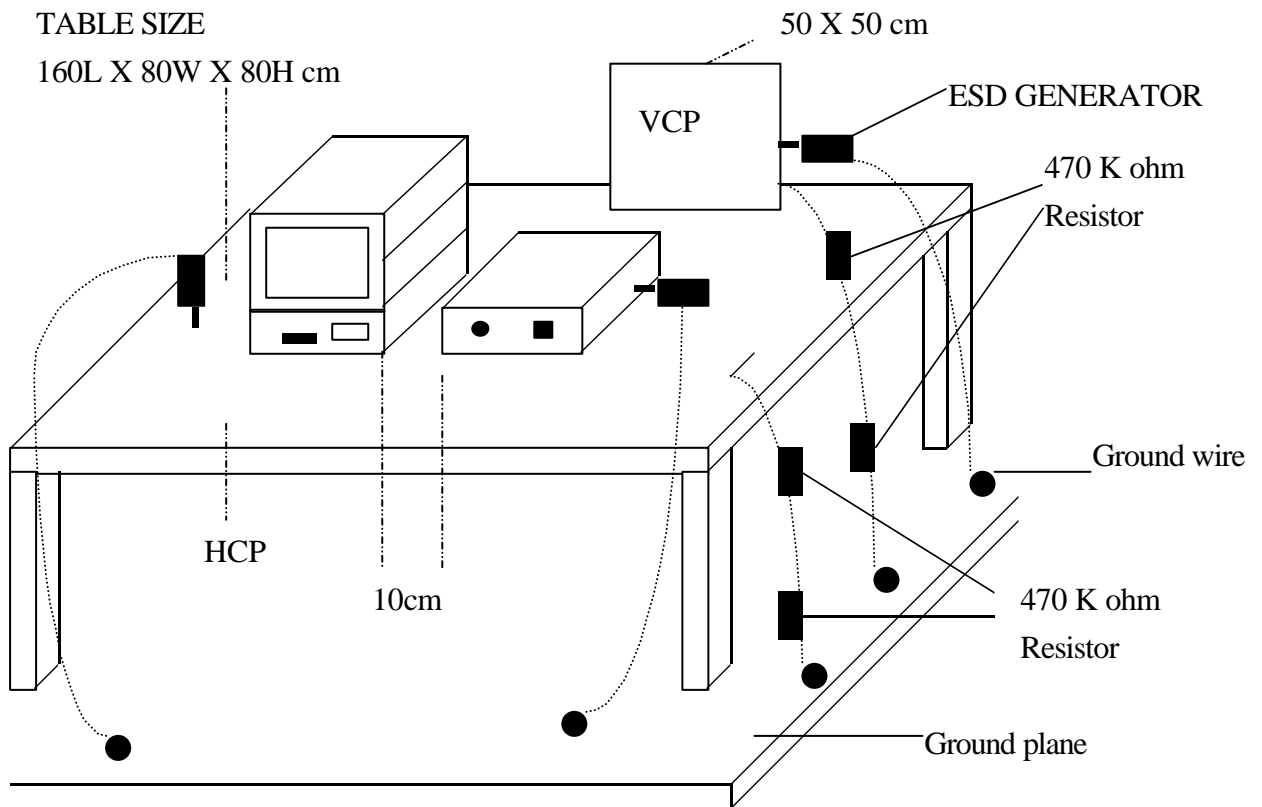 TABLE SIZE
160L X 80W X 80H cm
50 X 50 cm
VCP
ESD GENERATOR
470 K ohm
Resistor
Ground wire
HCP
10cm
470 K ohm
Resistor
Ground plane